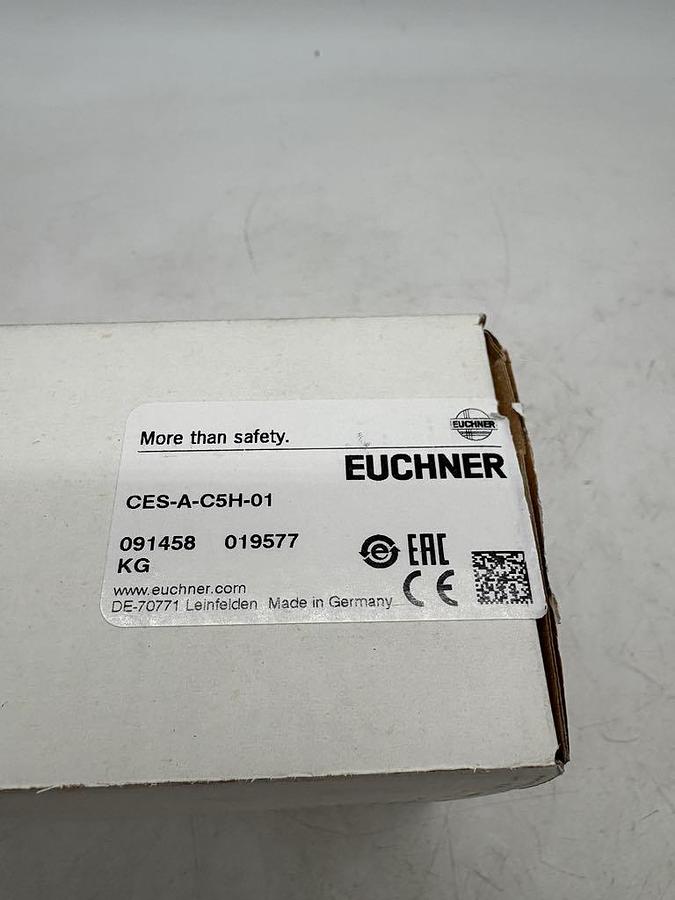 More than safety.
EUCHNER
EUCHNER
CES-A-C5H-01
091458 019577
KG
EAC
CE
www.euchner.com
DE-70771 Leinfelden Made in Germany